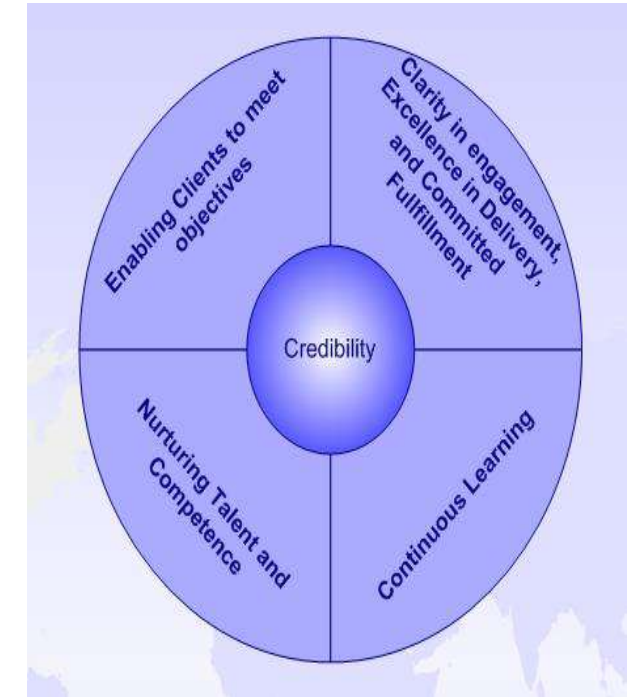 Enabling Clients to meet
objectives
Clarity in engagement,
Excellence in Delivery,
and Committed
Fullfillment
Credibility
Nurturing Talent and
Competence
Continuous Learning